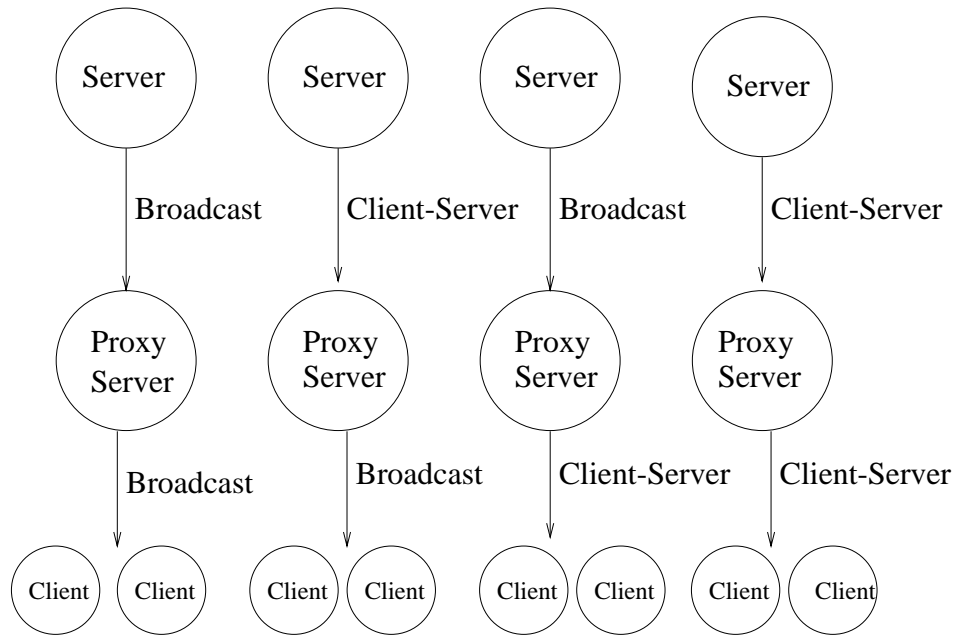 Server
Server
Server
Server
Broadcast
Client-Server
Broadcast
Client-Server
Proxy
Server
Proxy
Server
Proxy
Server
Proxy
Server
Broadcast
Broadcast
Client-Server
Client-Server
Client
Client
Client
Client
Client
Client
Client
Client